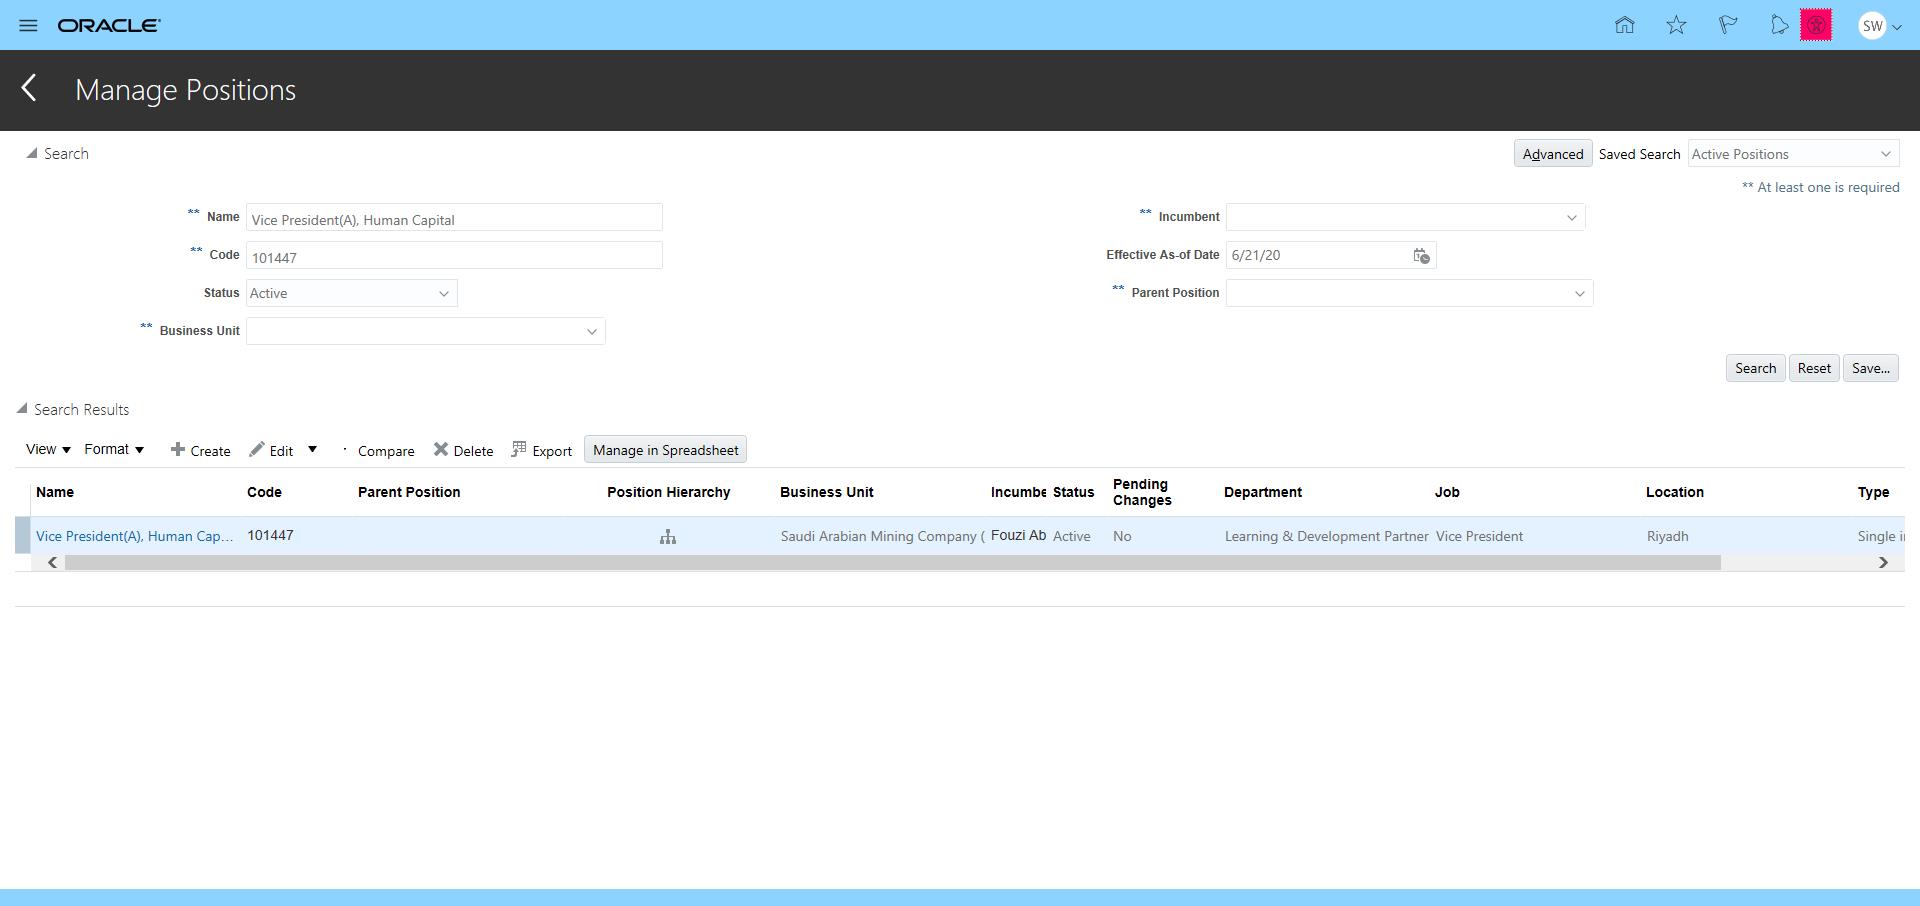 ORACLE
SW
Manage Positions
Search
Advanced Saved Search Active Positions
** At least one is required
** Name Vice President(A), Human Capital
** Incumbent
** Code 101447
Effective As-of Date 6/21/20
Status Active
** Parent Position
** Business Unit
Search Reset Save...
Search Results
View Format Create Edit Compare Delete Export Manage in Spreadsheet
Name Code Parent Position Position Hierarchy Business Unit Incumbe Status Pending Changes Department Job Location Type
Vice President(A), Human Cap... 101447 Saudi Arabian Mining Company ( Fouzi Ab Active No Learning & Development Partner Vice President Riyadh Single i